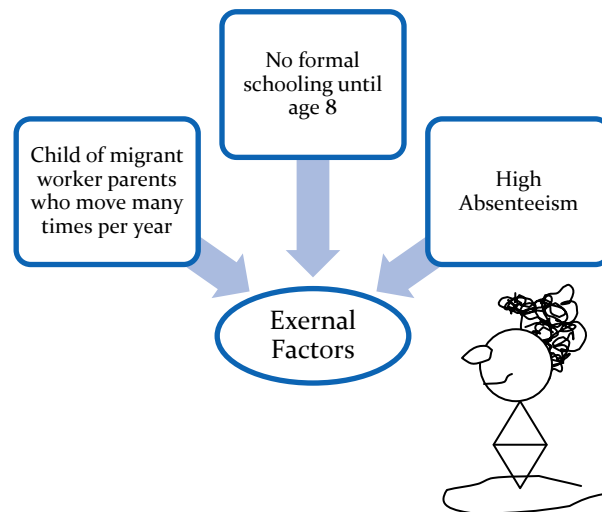 No formal
schooling until
age 8
Child of migrant
worker parents
who move many
times per year
High
Absenteeism
Exernal
Factors